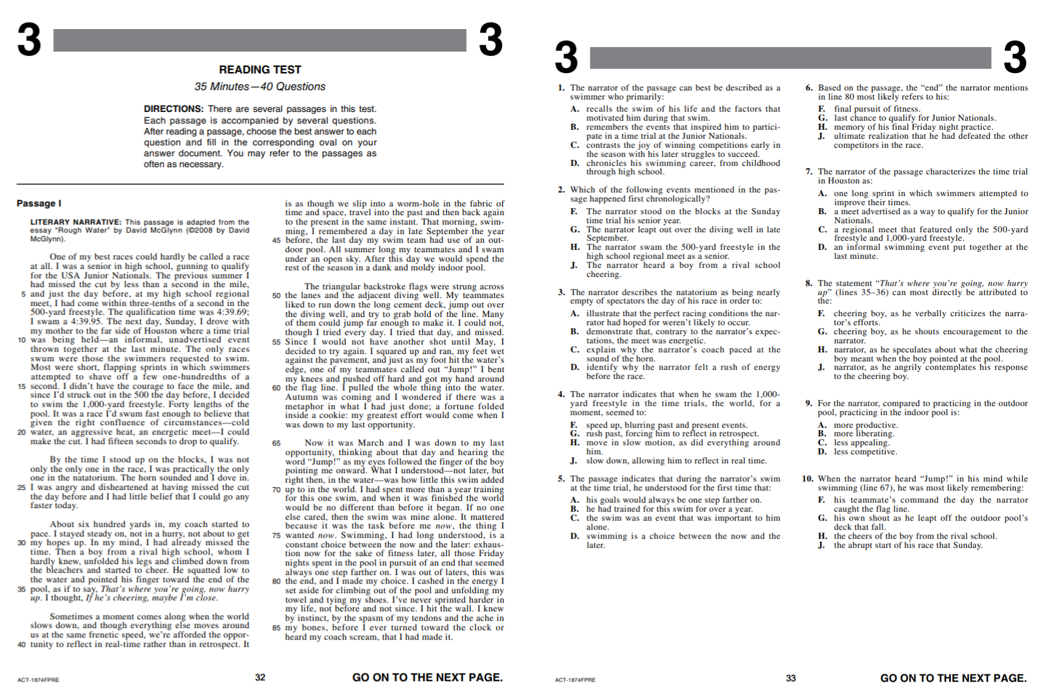 3
3
READING TEST
35 Minutes—40 Questions
DIRECTIONS: There are several passages in this test.
Each passage is accompanied by several questions.
After reading a passage, choose the best answer to each
question and fill in the corresponding oval on your
answer document. You may refer to the passages as
often as necessary.
Passage I
LITERARY NARRATIVE: This passage is adapted from the
essay “Rough Water” by David McGlynn (©2008 by David
McGlynn).
One of my best races could hardly be called a race
at all. I was a senior in high school, gunning to qualify
for the USA Junior Nationals. The previous summer I
had missed the cut by less than a second in the mile,
5 and just the day before, at my high school regional
meet, I had come within three-tenths of a second in the
500-yard freestyle. The qualification time was 4:39.69;
I swam a 4:39.95. The next day, Sunday, I drove with
my mother to the far side of Houston where a time trial
10 was being held—an informal, unadvertised event
thrown together at the last minute. The only races
swum were those the swimmers requested to swim.
Most were short, flapping sprints in which swimmers
attempted to shave off a few one-hundredths of a
15 second. I didn’t have the courage to face the mile, and
since I’d struck out in the 500 the day before, I decided
to swim the 1,000-yard freestyle. Forty lengths of the
pool. It was a race I’d swum fast enough to believe that
given the right confluence of circumstances—cold
20 water, an aggressive heat, an energetic meet—I could
make the cut. I had fifteen seconds to drop to qualify.
By the time I stood up on the blocks, I was not
only the only one in the race, I was practically the only
one in the natatorium. The horn sounded and I dove in.
25 I was angry and disheartened at having missed the cut
the day before and I had little belief that I could go any
faster today.
About six hundred yards in, my coach started to
pace. I stayed steady on, not in a hurry, not about to get
30 my hopes up. In my mind, I had already missed the
time. Then a boy from a rival high school, whom I
hardly knew, unfolded his legs and climbed down from
the bleachers and started to cheer. He squatted low to
the water and pointed his finger toward the end of the
35 pool, as if to say, That’s where you’re going, now hurry
up. I thought, If he’s cheering, maybe I’m close.
Sometimes a moment comes along when the world
slows down, and though everything else moves around
us at the same frenetic speed, we’re afforded the oppor-
40 tunity to reflect in real-time rather than in retrospect. It
is as though we slip into a worm-hole in the fabric of
time and space, travel into the past and then back again
to the present in the same instant. That morning, swim-
ming, I remembered a day in late September the year
45 before, the last day my swim team had use of an out-
door pool. All summer long my teammates and I swam
under an open sky. After this day we would spend the
rest of the season in a dank and moldy indoor pool.
The triangular backstroke flags were strung across
50 the lanes and the adjacent diving well. My teammates
liked to run down the long cement deck, jump out over
the diving well, and try to grab hold of the line. Many
of them could jump far enough to make it. I could not,
though I tried every day. I tried that day, and missed.
55 Since I would not have another shot until May, I
decided to try again. I squared up and ran, my feet wet
against the pavement, and just as my foot hit the water’s
edge, one of my teammates called out “Jump!” I bent
my knees and pushed off hard and got my hand around
60 the flag line. I pulled the whole thing into the water.
Autumn was coming and I wondered if there was a
metaphor in what I had just done; a fortune folded
inside a cookie: my greatest effort would come when I
was down to my last opportunity.
65 Now it was March and I was down to my last
opportunity, thinking about that day and hearing the
word “Jump!” as my eyes followed the finger of the boy
pointing me onward. What I understood—not later, but
right then, in the water—was how little this swim added
70 up to in the world. I had spent more than a year training
for this one swim, and when it was finished the world
would be no different than before it began. If no one
else cared, then the swim was mine alone. It mattered
because it was the task before me now, the thing I
75 wanted now. Swimming, I had long understood, is a
constant choice between the now and the later: exhaus-
tion now for the sake of fitness later, all those Friday
nights spent in the pool in pursuit of an end that seemed
always one step farther on. I was out of laters, this was
80 the end, and I made my choice. I cashed in the energy I
set aside for climbing out of the pool and unfolding my
towel and tying my shoes. I’ve never sprinted harder in
my life, not before and not since. I hit the wall. I knew
by instinct, by the spasm of my tendons and the ache in
85 my bones, before I ever turned toward the clock or
heard my coach scream, that I had made it.
ACT-1874FPRE
32
GO ON TO THE NEXT PAGE.
3
3
1. The narrator of the passage can best be described as a
swimmer who primarily:
A. recalls the swim of his life and the factors that
motivated him during that swim.
B. remembers the events that inspired him to partici-
pate in a time trial at the Junior Nationals.
C. contrasts the joy of winning competitions early in
the season with his later struggles to succeed.
D. chronicles his swimming career, from childhood
through high school.
2. Which of the following events mentioned in the pas-
sage happened first chronologically?
F. The narrator stood on the blocks at the Sunday
time trial his senior year.
G. The narrator leapt out over the diving well in late
September.
H. The narrator swam the 500-yard freestyle in the
high school regional meet as a senior.
J. The narrator heard a boy from a rival school
cheering.
3. The narrator describes the natatorium as being nearly
empty of spectators the day of his race in order to:
A. illustrate that the perfect racing conditions the nar-
rator had hoped for weren’t likely to occur.
B. demonstrate that, contrary to the narrator’s expec-
tations, the meet was energetic.
C. explain why the narrator’s coach paced at the
sound of the horn.
D. identify why the narrator felt a rush of energy
before the race.
4. The narrator indicates that when he swam the 1,000-
yard freestyle in the time trials, the world, for a
moment, seemed to:
F. speed up, blurring past and present events.
G. rush past, forcing him to reflect in retrospect.
H. move in slow motion, as did everything around
him.
J. slow down, allowing him to reflect in real time.
5. The passage indicates that during the narrator’s swim
at the time trial, he understood for the first time that:
A. his goals would always be one step farther on.
B. he had trained for this swim for over a year.
C. the swim was an event that was important to him
alone.
D. swimming is a choice between the now and the
later.
6. Based on the passage, the “end” the narrator mentions
in line 80 most likely refers to his:
F. final pursuit of fitness.
G. last chance to qualify for Junior Nationals.
H. memory of his final Friday night practice.
J. ultimate realization that he had defeated the other
competitors in the race.
7. The narrator of the passage characterizes the time trial
in Houston as:
A. one long sprint in which swimmers attempted to
improve their times.
B. a meet advertised as a way to qualify for the Junior
Nationals.
C. a regional meet that featured only the 500-yard
freestyle and 1,000-yard freestyle.
D. an informal swimming event put together at the
last minute.
8. The statement “That’s where you’re going, now hurry
up” (lines 35–36) can most directly be attributed to
the:
F. cheering boy, as he verbally criticizes the narra-
tor’s efforts.
G. cheering boy, as he shouts encouragement to the
narrator.
H. narrator, as he speculates about what the cheering
boy meant when the boy pointed at the pool.
J. narrator, as he angrily contemplates his response
to the cheering boy.
9. For the narrator, compared to practicing in the outdoor
pool, practicing in the indoor pool is:
A. more productive.
B. more liberating.
C. less appealing.
D. less competitive.
10. When the narrator heard “Jump!” in his mind while
swimming (line 67), he was most likely remembering:
F. his teammate’s command the day the narrator
caught the flag line.
G. his own shout as he leapt off the outdoor pool’s
deck that fall.
H. the cheers of the boy from the rival school.
J. the abrupt start of his race that Sunday.
ACT-1874FPRE
33
GO ON TO THE NEXT PAGE.